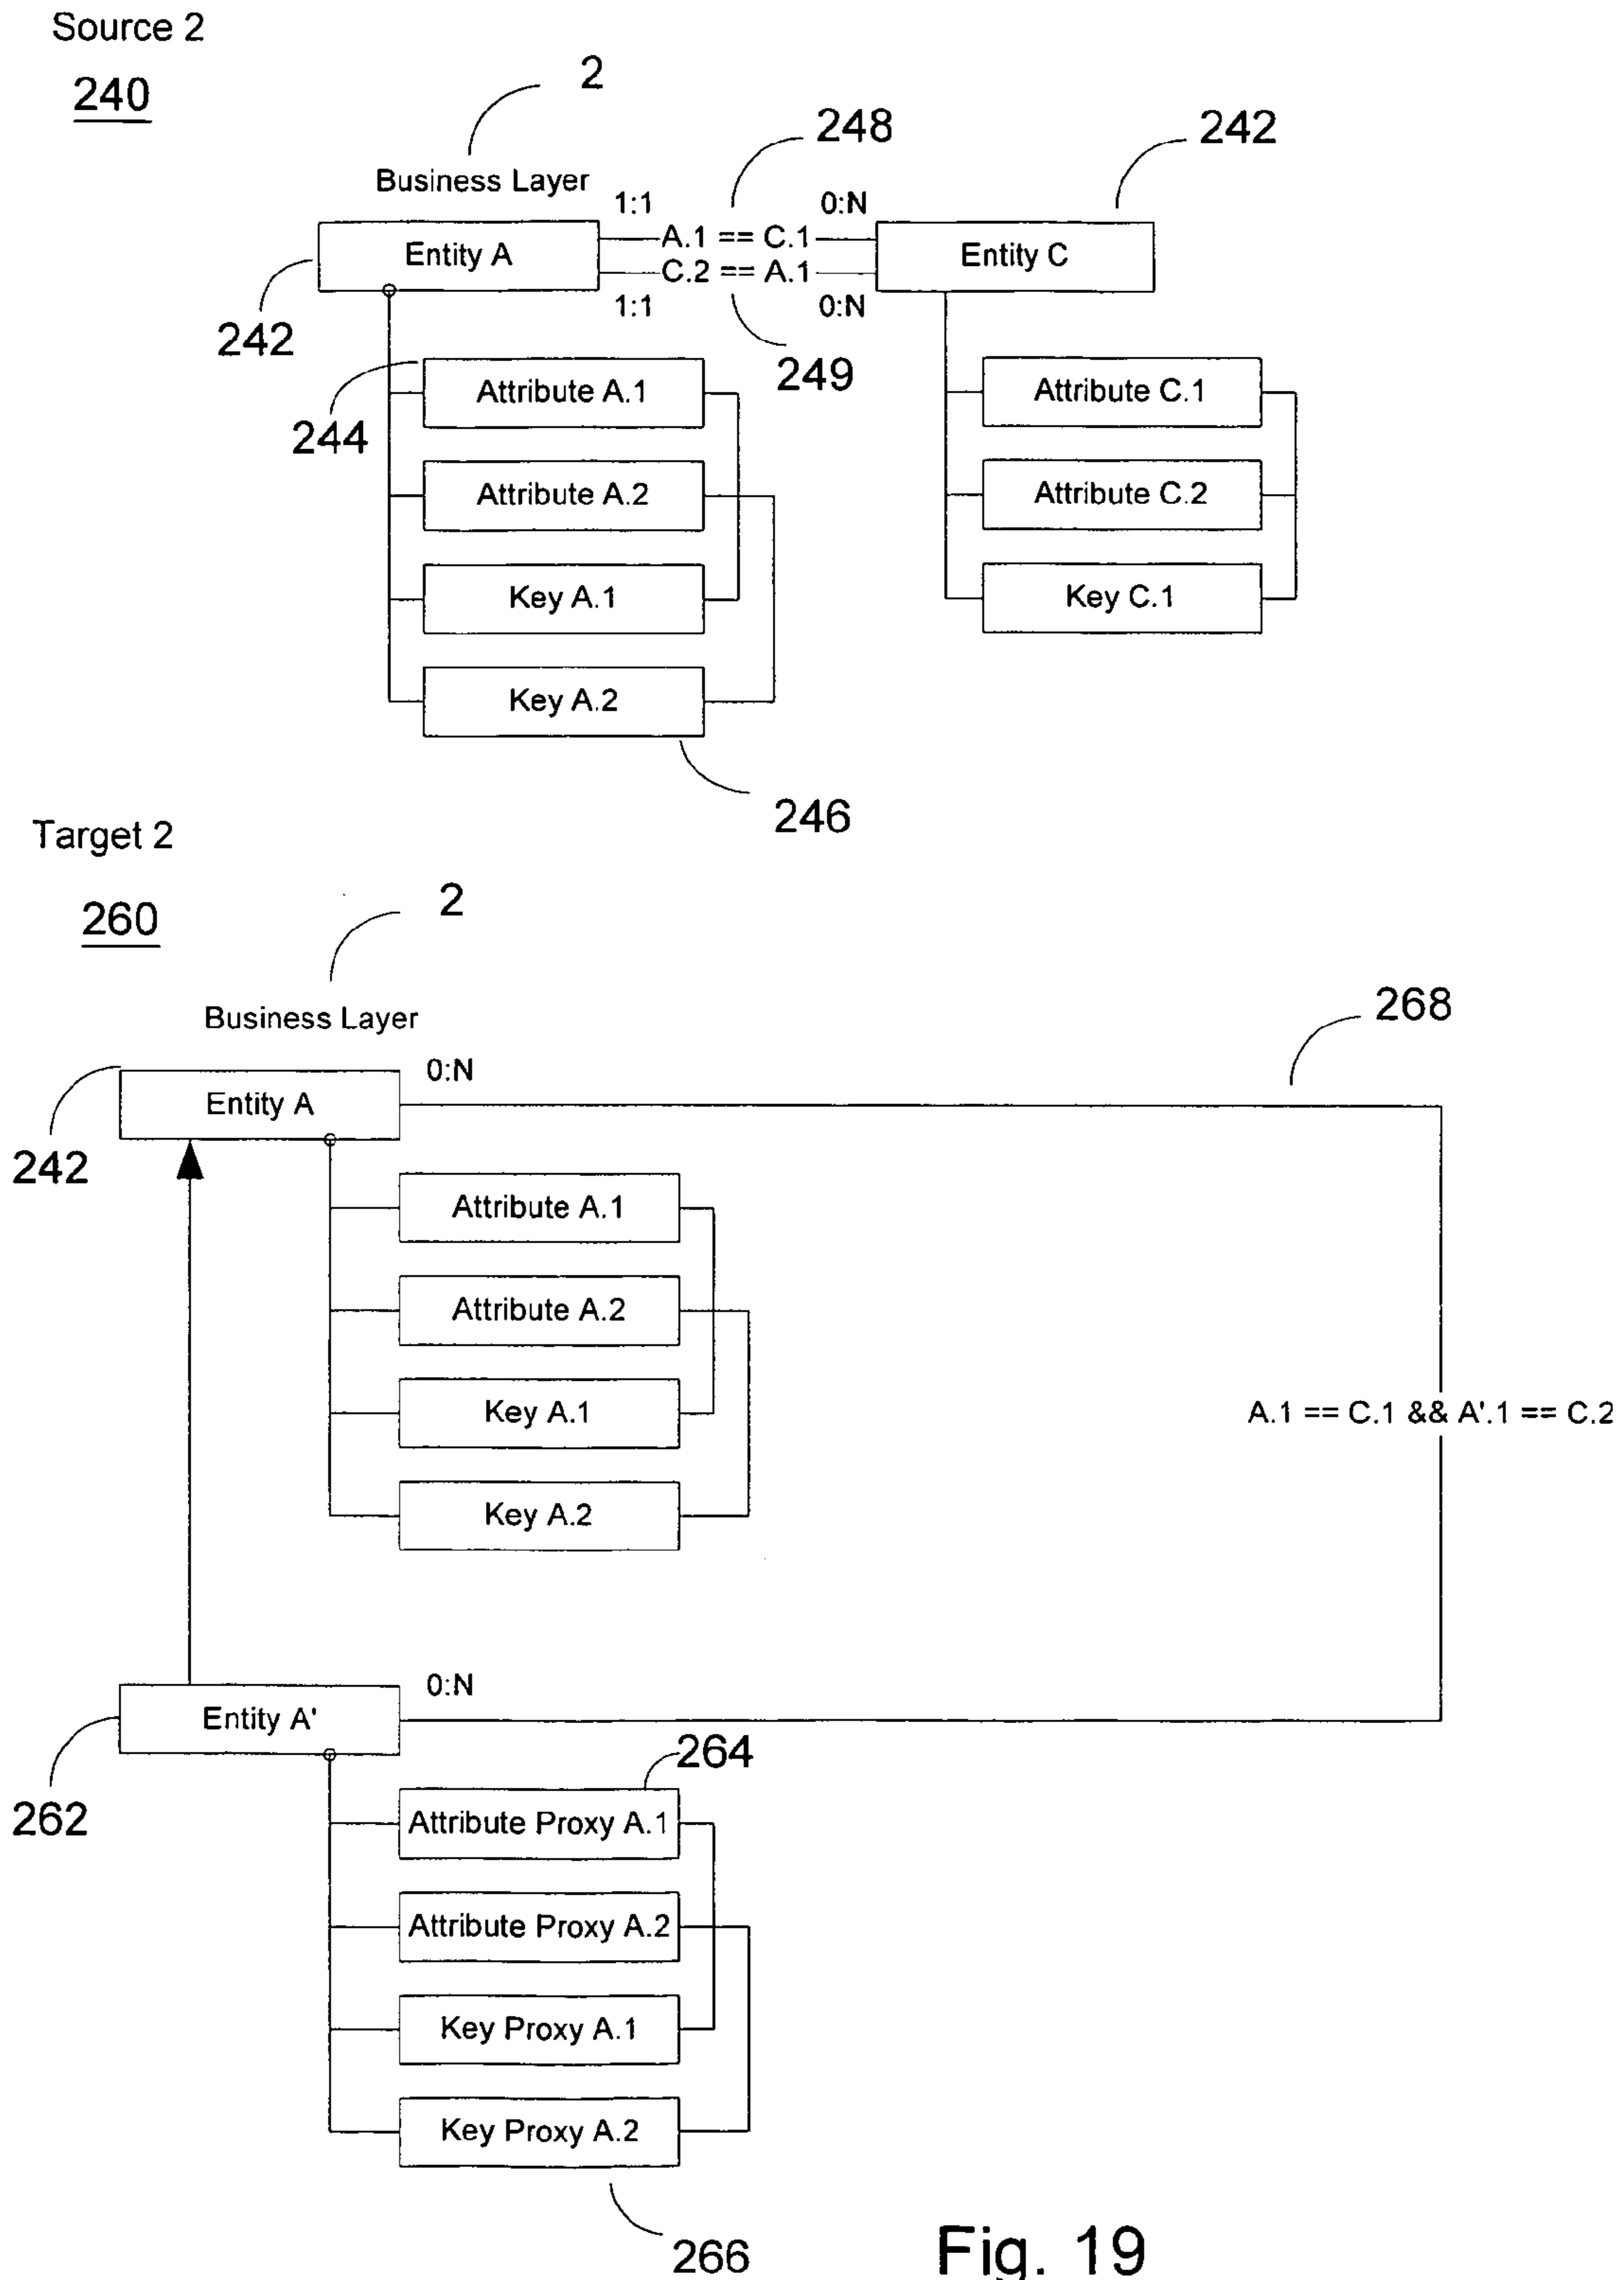 Source 2
240
2
248
242
Business Layer
1:1
0:N
Entity A
A.1 == C.1
Entity C
C.2 == A.1
1:1
0:N
242
249
244
Attribute A.1
Attribute C.1
Attribute A.2
Attribute C.2
Key A.1
Key C.1
Key A.2
246
Target 2
260
2
268
Business Layer
0:N
Entity A
242
Attribute A.1
Attribute A.2
Key A.1
A.1 == C.1 && A'.1 == C.2
Key A.2
0:N
Entity A'
264
262
Attribute Proxy A.1
Attribute Proxy A.2
Key Proxy A.1
Key Proxy A.2
266
Fig. 19